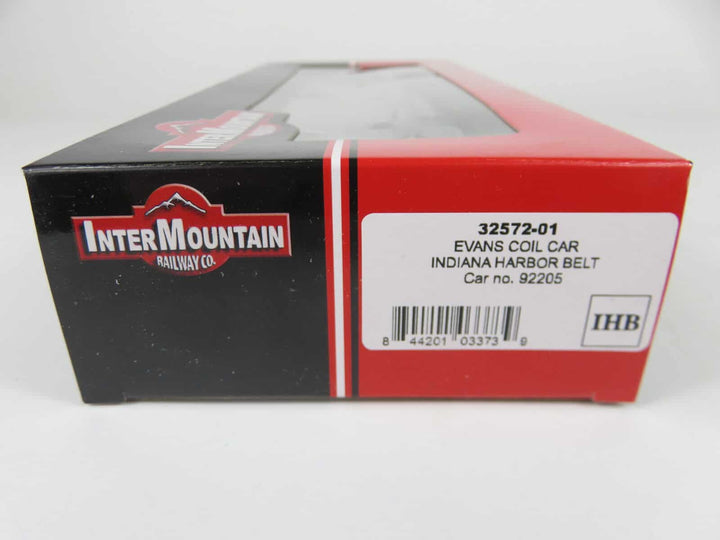 INTERMOUNTAIN
INTERMOUNTAIN
RAILWAY CO.
32572-01
EVANS COIL CAR
INDIANA HARBOR BELT
Car no. 92205
IHB
8 44201 03373 9